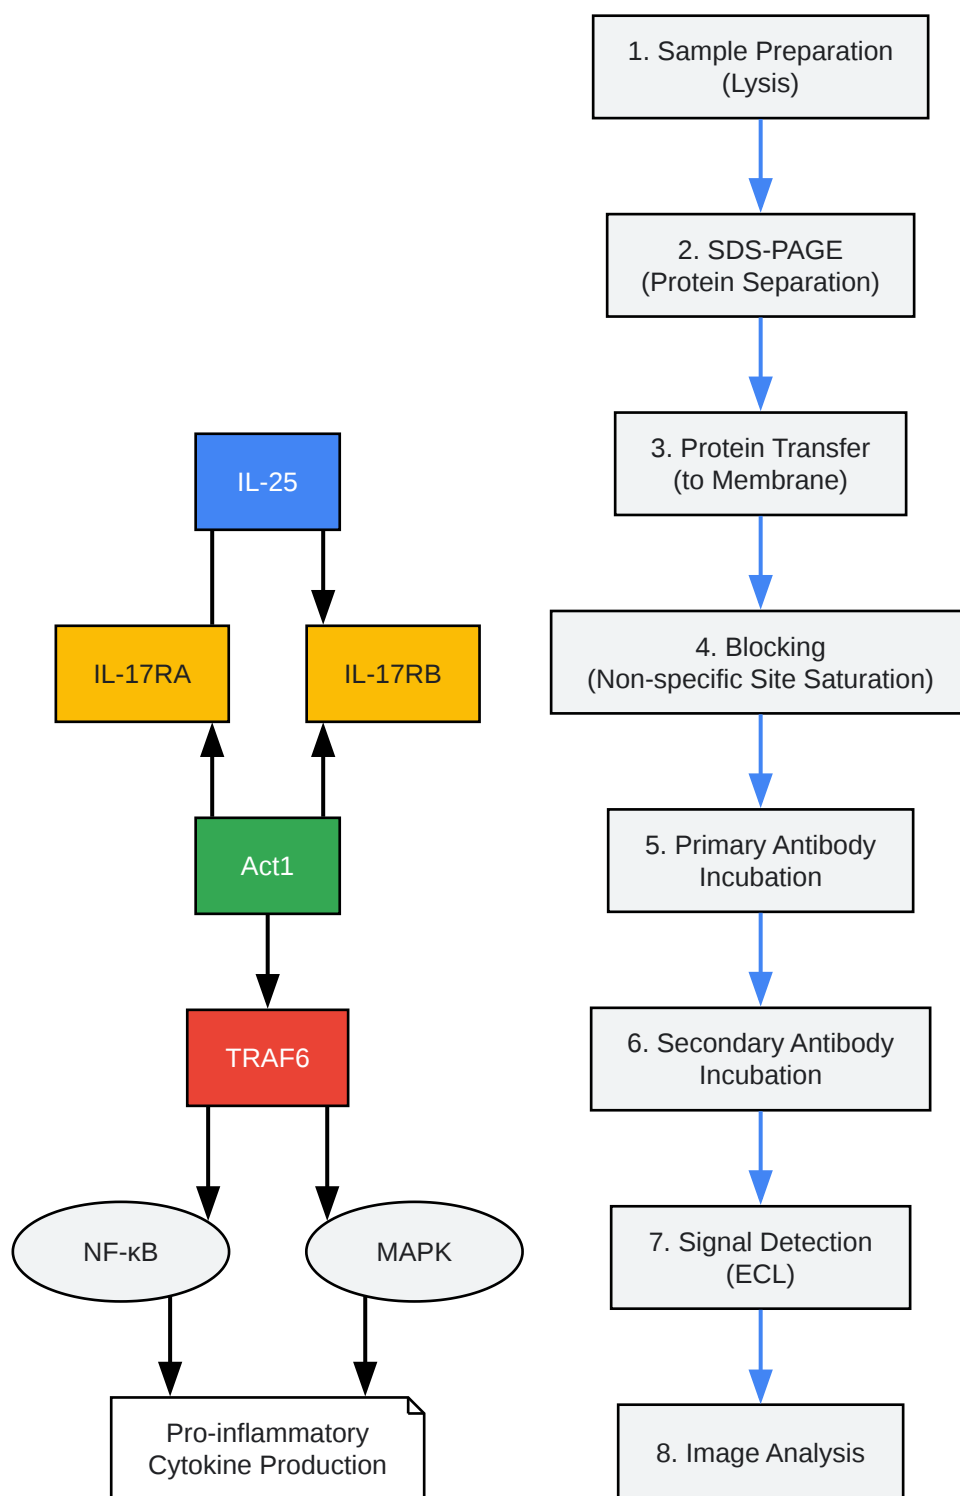 IL-25
IL-17RA
IL-17RB
Act1
TRAF6
NF-κB
MAPK
Pro-inflammatory
Cytokine Production
1. Sample Preparation
(Lysis)
2. SDS-PAGE
(Protein Separation)
3. Protein Transfer
(to Membrane)
4. Blocking
(Non-specific Site Saturation)
5. Primary Antibody
Incubation
6. Secondary Antibody
Incubation
7. Signal Detection
(ECL)
8. Image Analysis